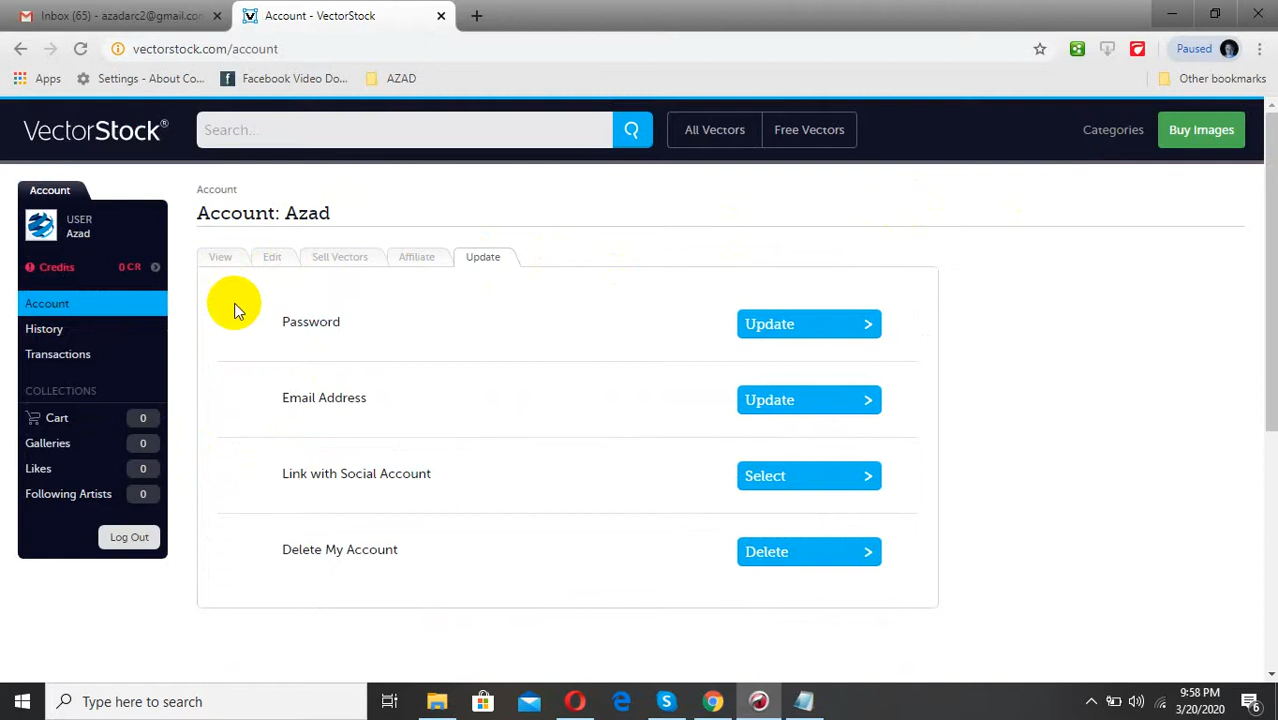 Inbox (65) - azadarc2@gmail.con
Account - VectorStock
vectorstock.com/account
Paused
Apps
Settings - About Co...
Facebook Video Do...
AZAD
Other bookmarks
VectorStock®
Search...
All Vectors
Free Vectors
Categories
Buy Images
Account
USER
Azad
Credits
0 CR
Account
History
Transactions
COLLECTIONS
Cart 0
Galleries 0
Likes 0
Following Artists 0
Log Out
Account
Account: Azad
View
Edit
Sell Vectors
Affiliate
Update
Password
Update >
Email Address
Update >
Link with Social Account
Select >
Delete My Account
Delete >
Type here to search
9:58 PM
3/20/2020
6